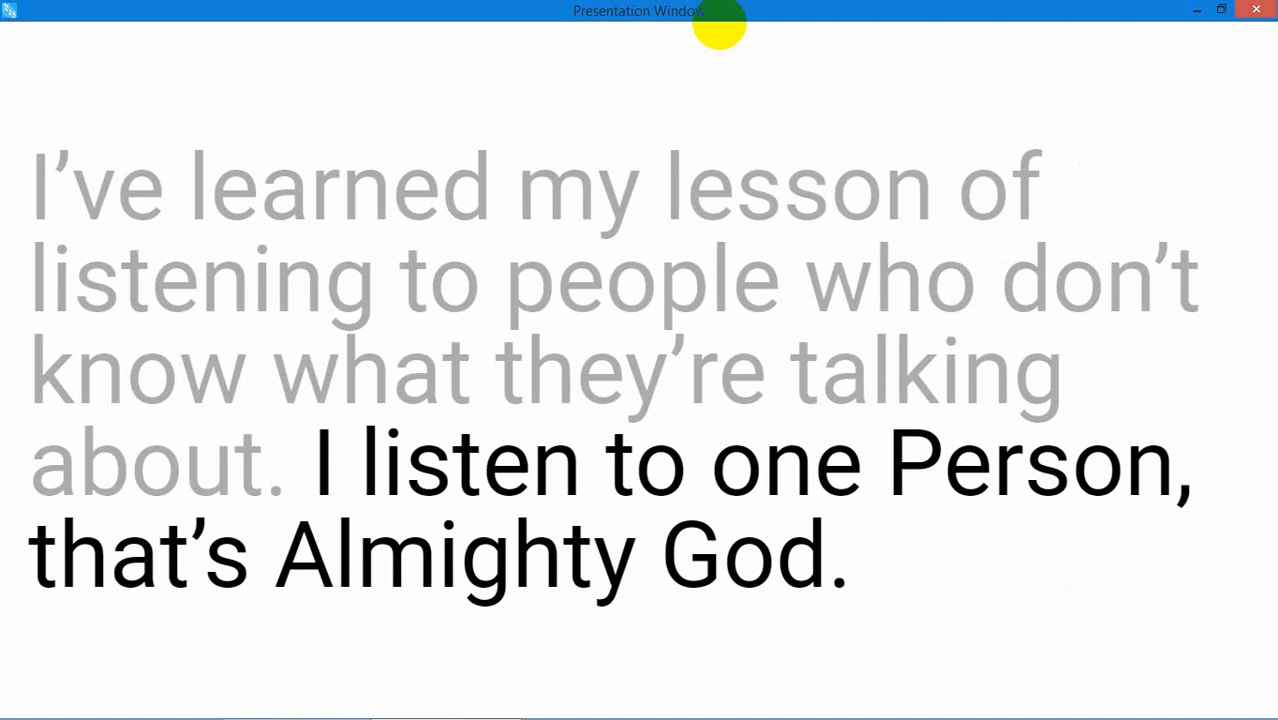 Presentation Window
I’ve learned my lesson of
listening to people who don’t
know what they’re talking
about. I listen to one Person,
that’s Almighty God.